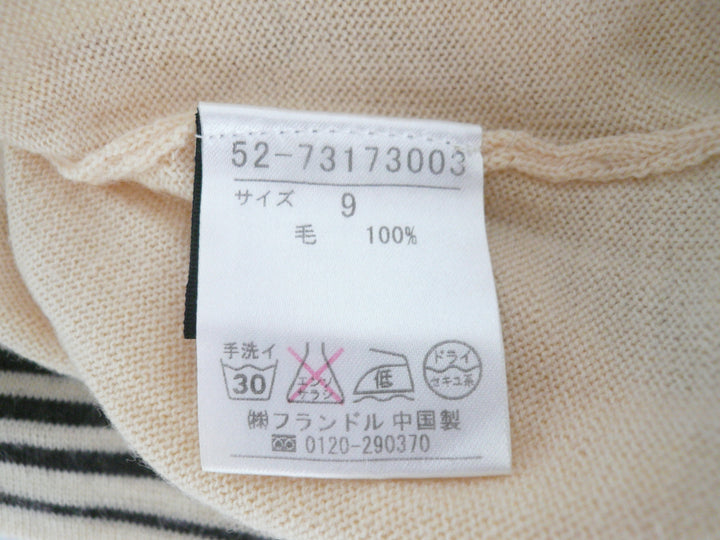 52-73173003
サイズ 9
毛 100%
手洗イ
30 エンソサラシ 低 ドライ セキユ系
㈱フランドル 中国製
0120-290370